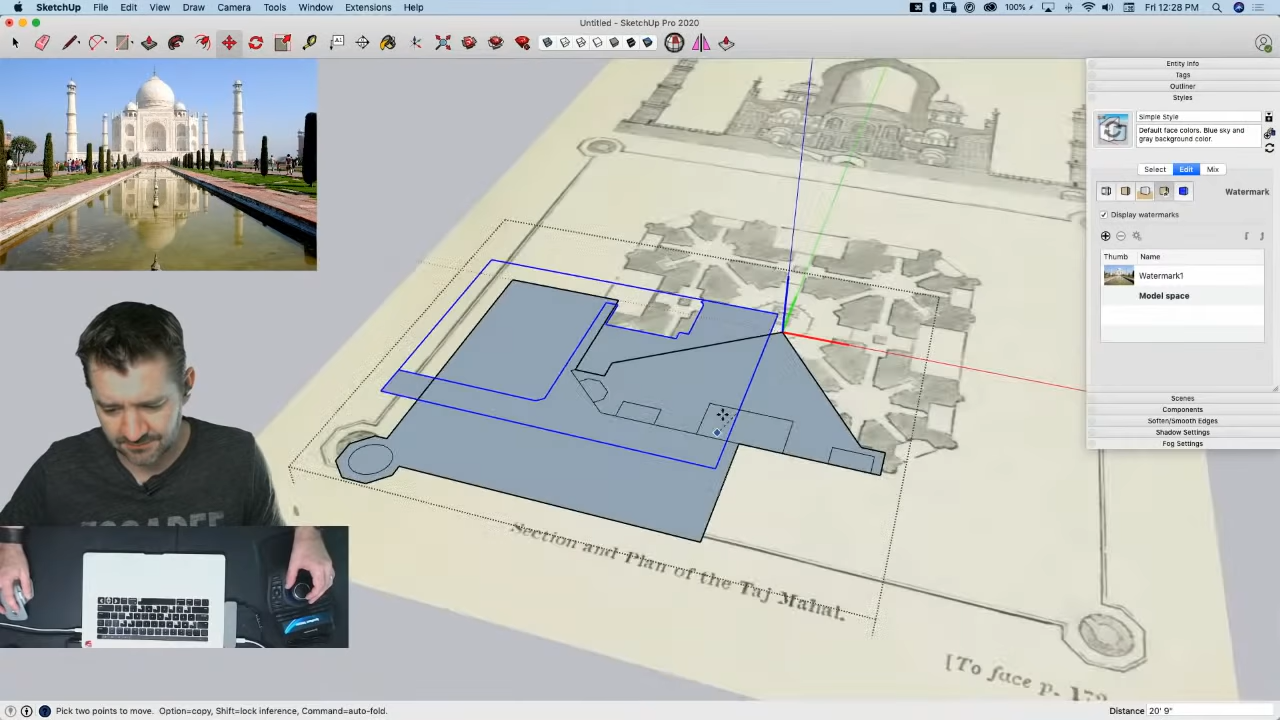 SketchUp File Edit View Draw Camera Tools Window Extensions Help 100% Fri 12:28 PM
Untitled - SketchUp Pro 2020
Entity Info
Tags
Outliner
Styles
Simple Style
Default face colors. Blue sky and
gray background color.
Select Edit Mix
Watermark
Display watermarks
Thumb Name
Watermark1
Model space
Scenes
Components
Soften/Smooth Edges
Shadow Settings
Fog Settings
Section and Plan of the Taj Mahal.
[To face p. 
Pick two points to move. Option=copy, Shift=lock inference, Command=auto-fold.
Distance 20' 9"